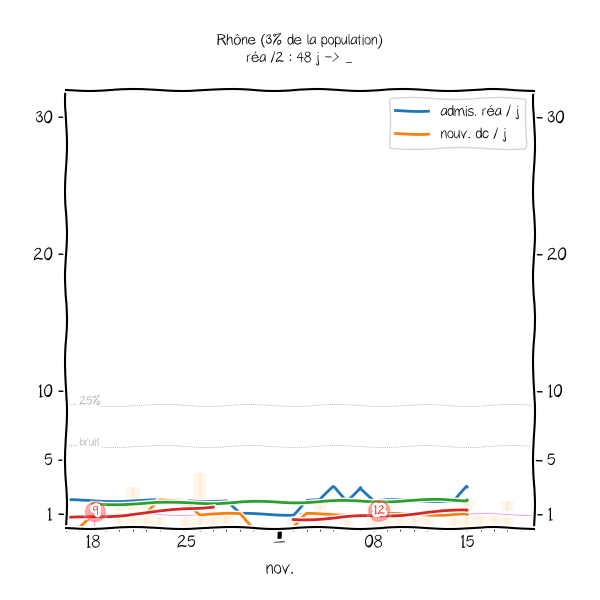 Rhône (3% de la population)
réa /2 : 48 j -> _
admis. réa / j
nouv. dc / j
30 30
20 20
10 10
25%
bruit
5 5
1 1
9 12
18 25 1 08 15
nov.